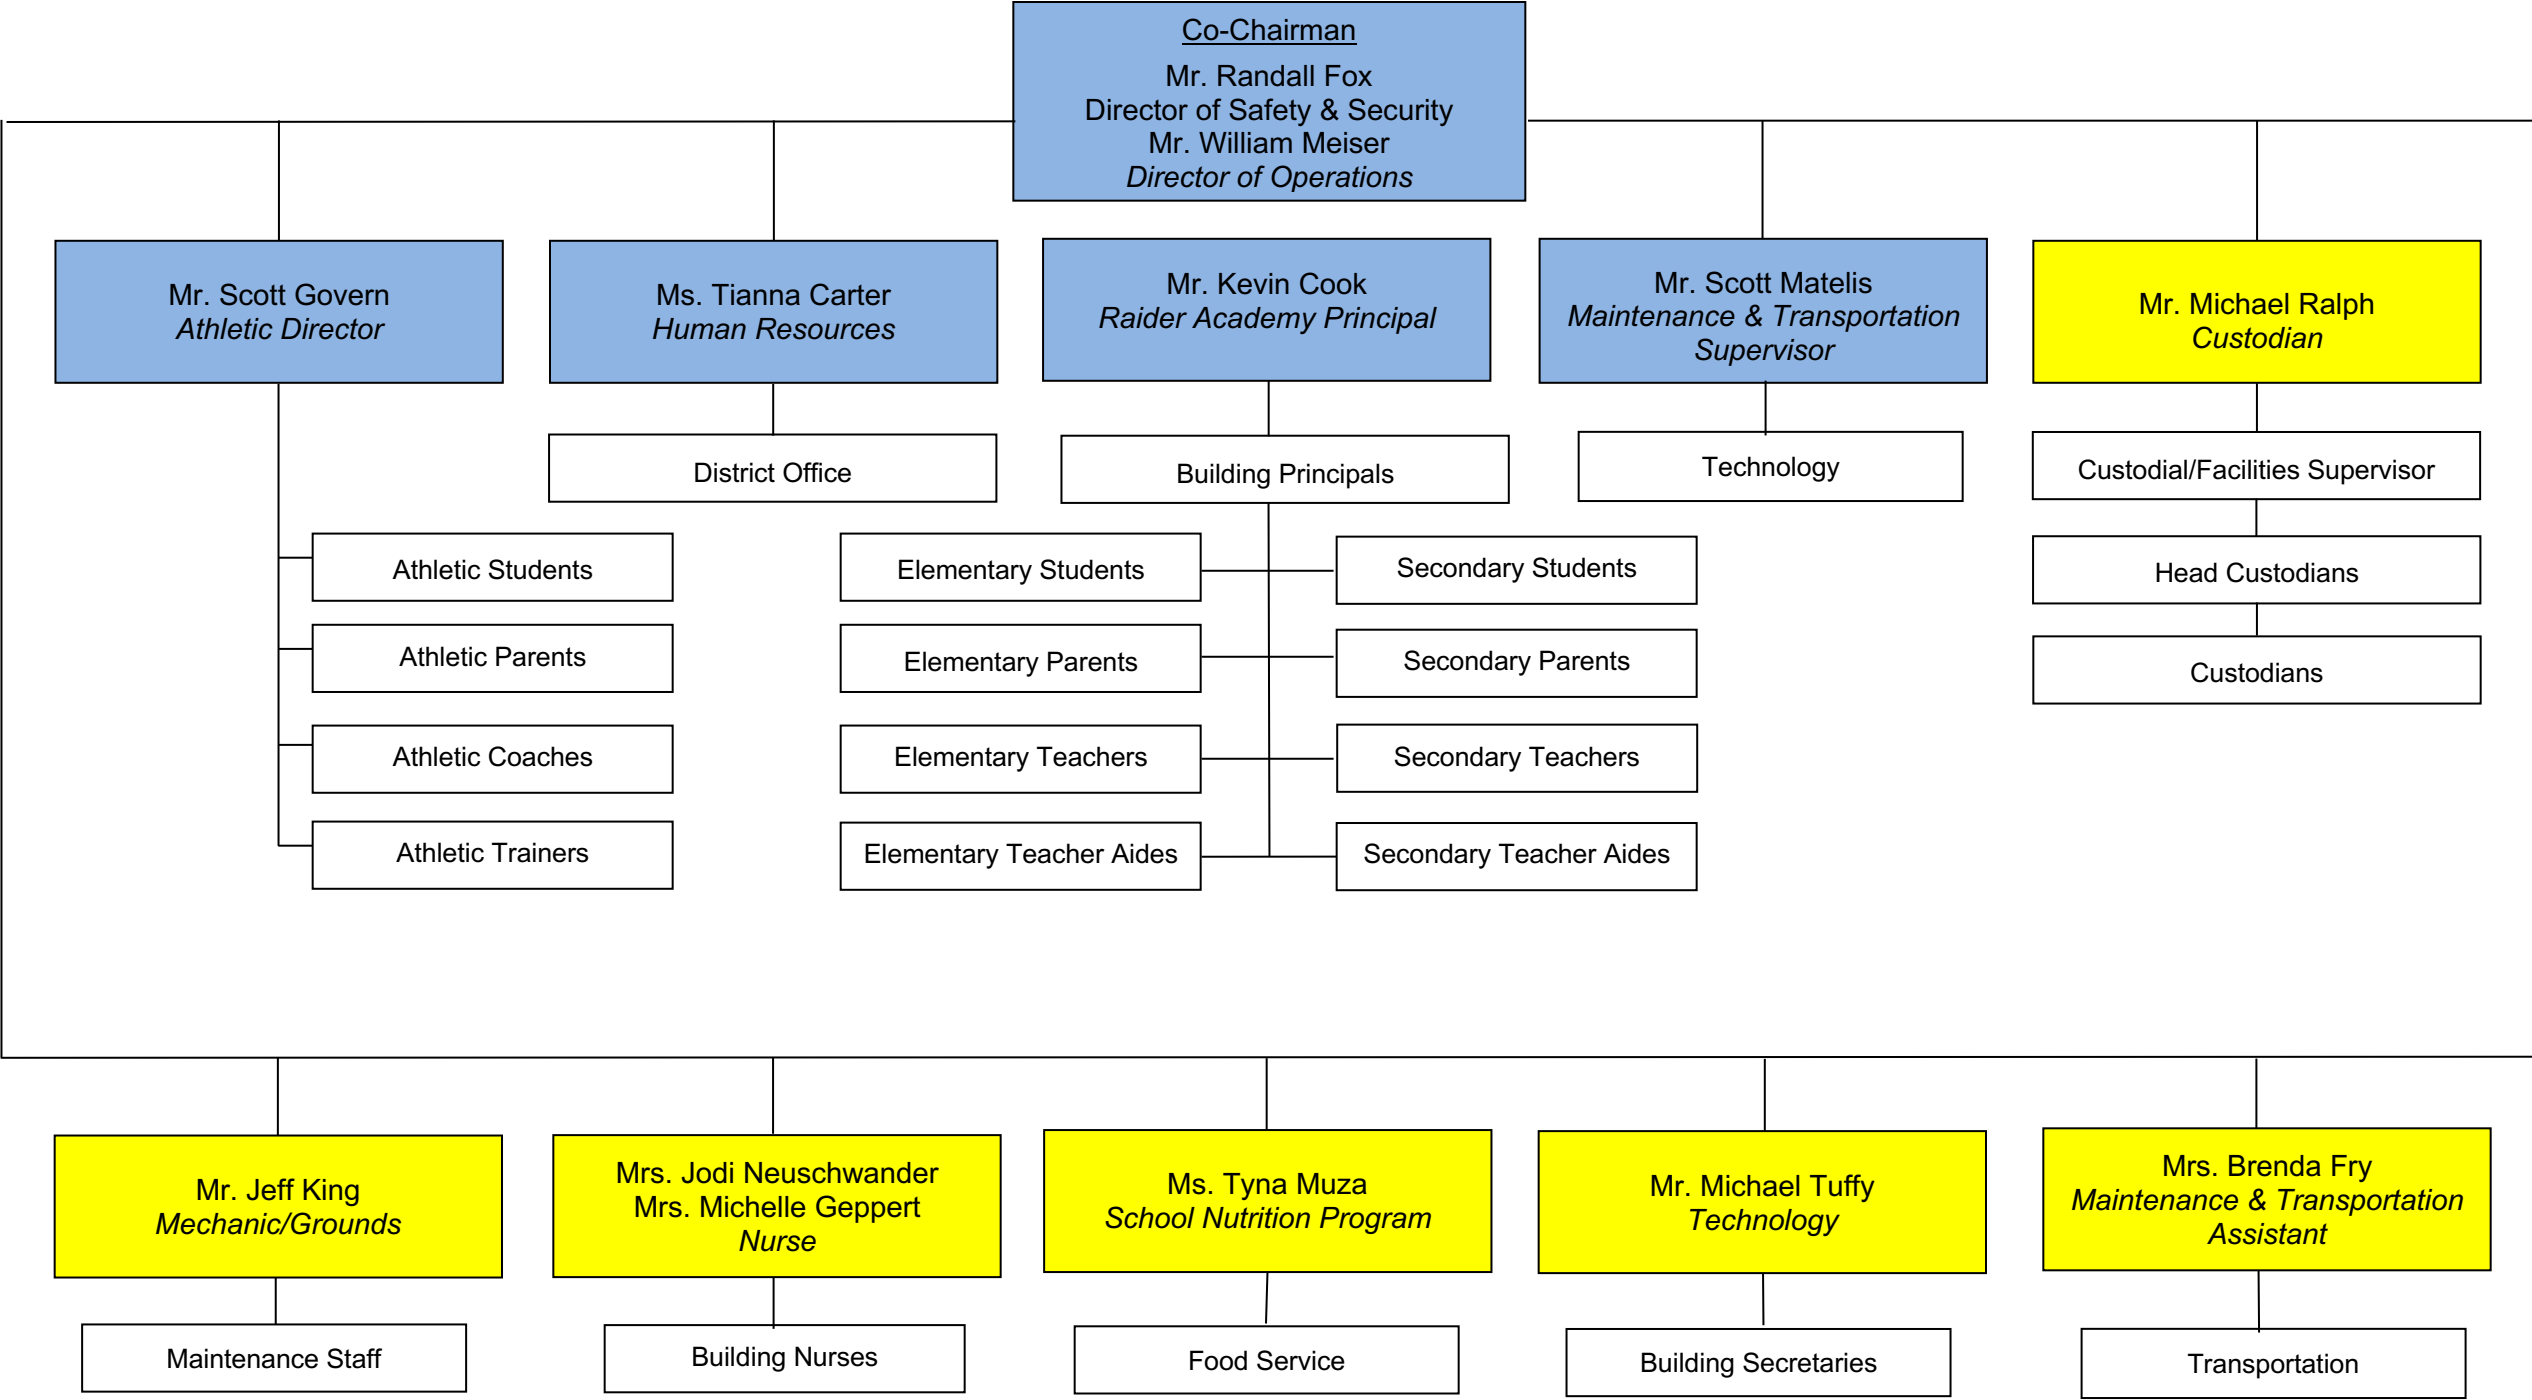 Co-Chairman
Mr. Randall Fox
Director of Safety & Security
Mr. William Meiser
Director of Operations
Mr. Scott Govern
Athletic Director
Ms. Tianna Carter
Human Resources
Mr. Kevin Cook
Raider Academy Principal
Mr. Scott Matelis
Maintenance & Transportation
Supervisor
Mr. Michael Ralph
Custodian
District Office
Building Principals
Technology
Custodial/Facilities Supervisor
Athletic Students
Elementary Students
Secondary Students
Head Custodians
Athletic Parents
Elementary Parents
Secondary Parents
Custodians
Athletic Coaches
Elementary Teachers
Secondary Teachers
Athletic Trainers
Elementary Teacher Aides
Secondary Teacher Aides
Mr. Jeff King
Mechanic/Grounds
Mrs. Jodi Neuschwander
Mrs. Michelle Geppert
Nurse
Ms. Tyna Muza
School Nutrition Program
Mr. Michael Tuffy
Technology
Mrs. Brenda Fry
Maintenance & Transportation
Assistant
Maintenance Staff
Building Nurses
Food Service
Building Secretaries
Transportation